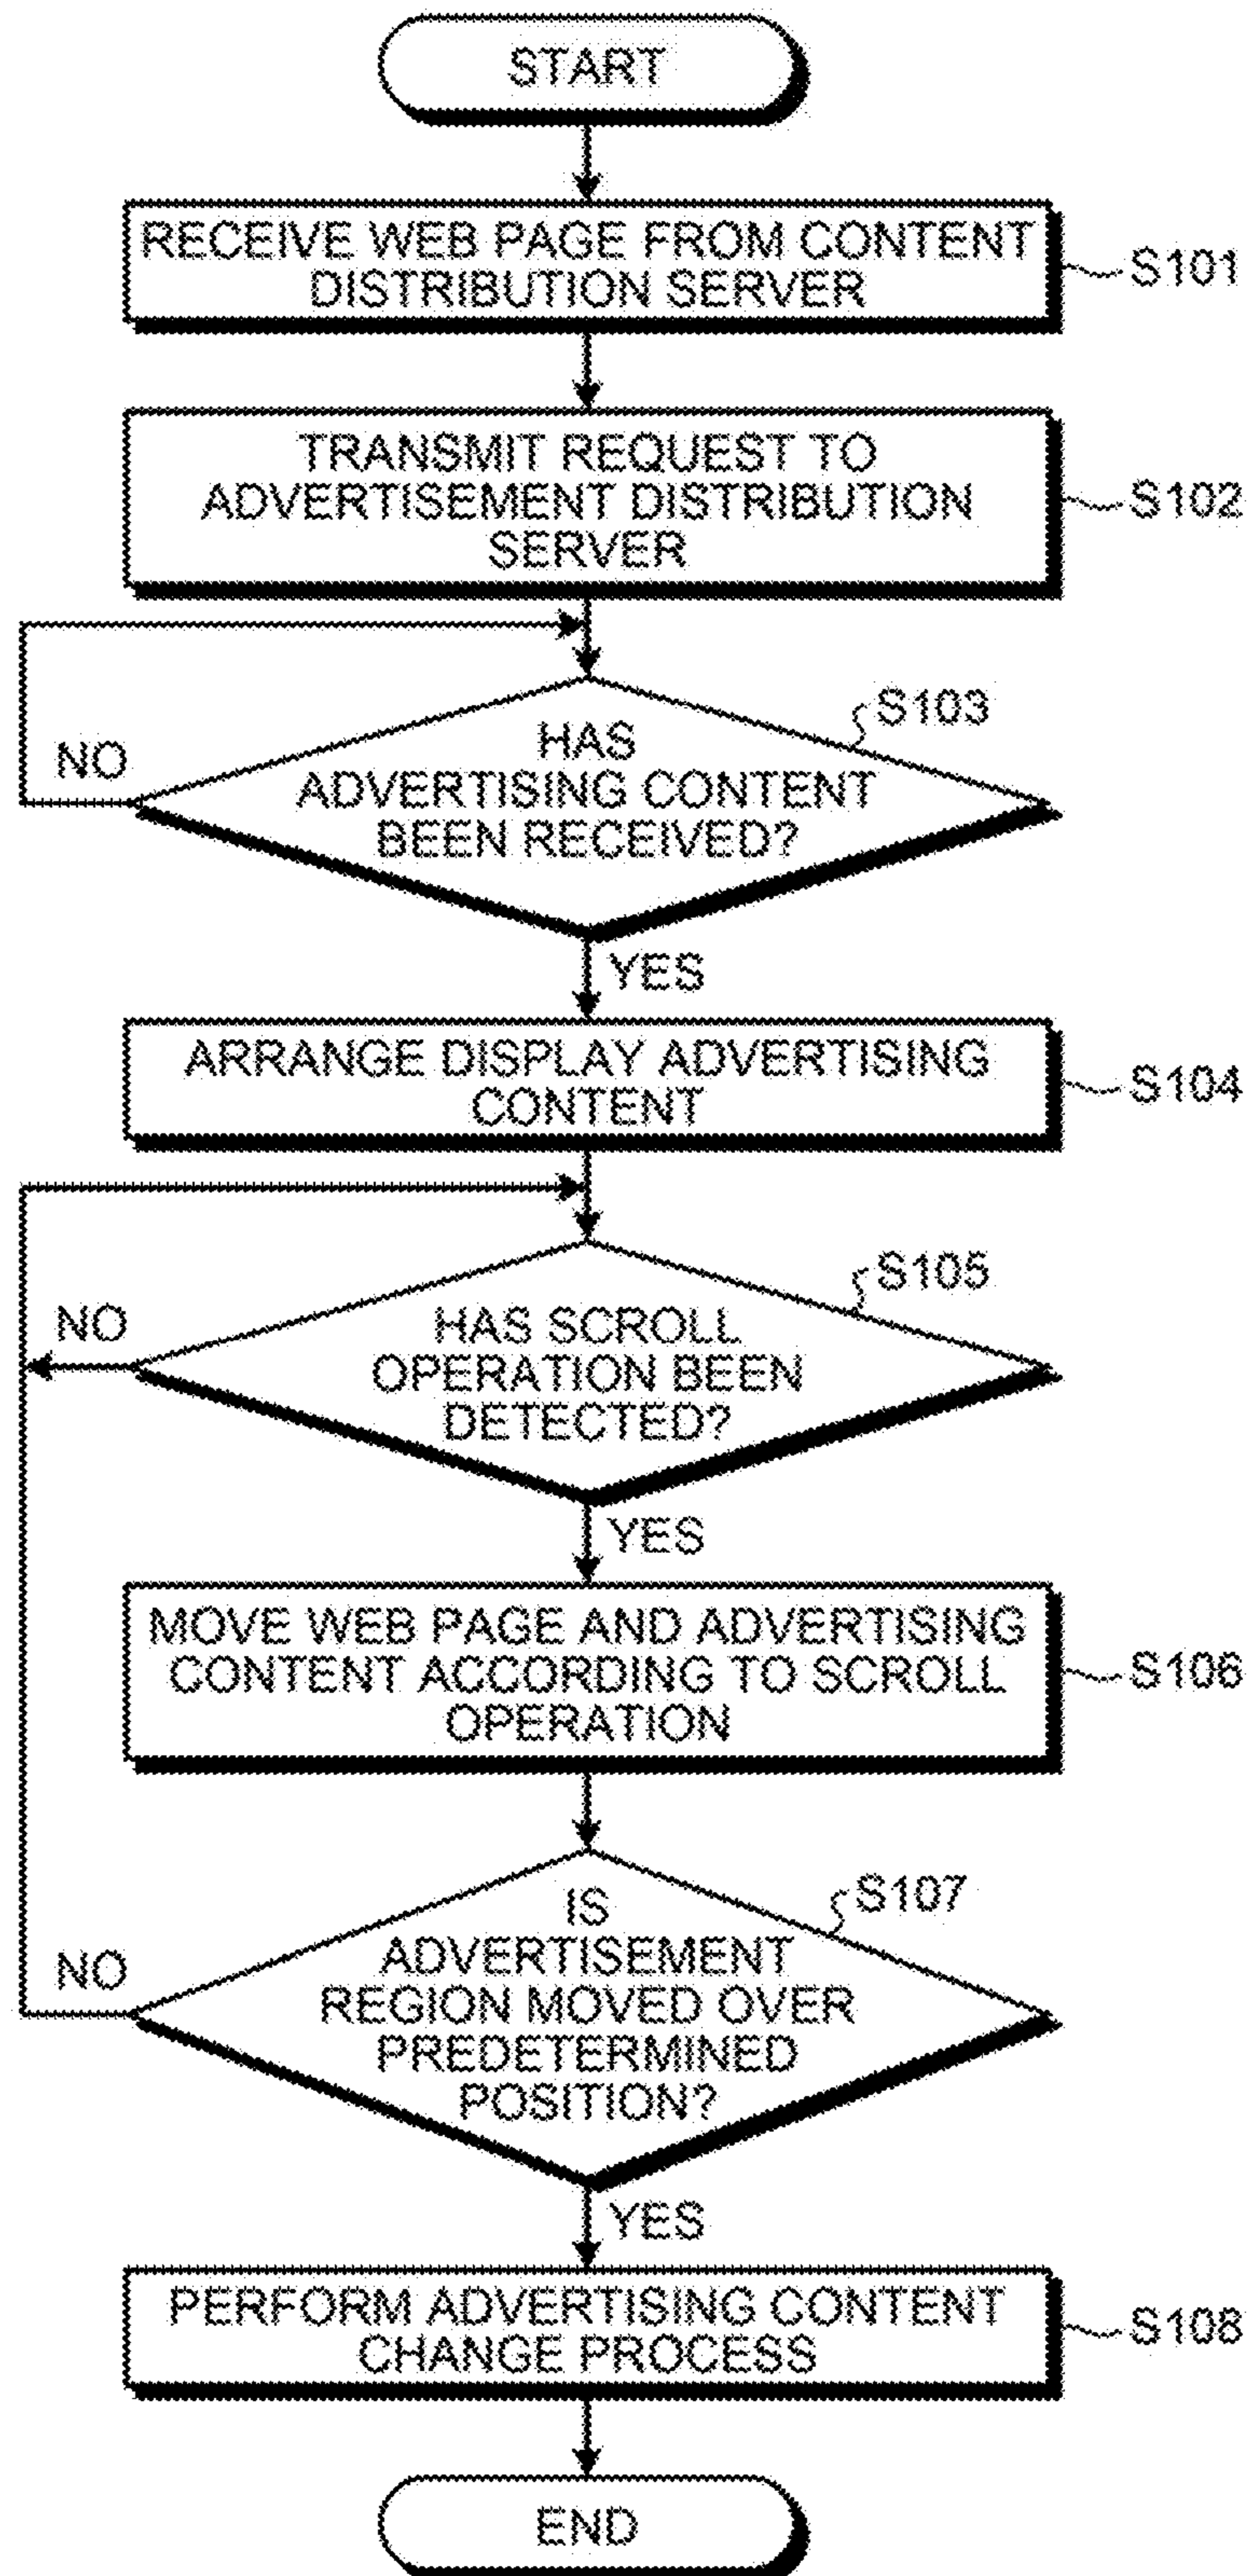 START
RECEIVE WEB PAGE FROM CONTENT
DISTRIBUTION SERVER
S101
TRANSMIT REQUEST TO
ADVERTISEMENT DISTRIBUTION
SERVER
S102
S103
HAS
ADVERTISING CONTENT
BEEN RECEIVED?
NO
YES
ARRANGE DISPLAY ADVERTISING
CONTENT
S104
S105
HAS SCROLL
OPERATION BEEN
DETECTED?
NO
YES
MOVE WEB PAGE AND ADVERTISING
CONTENT ACCORDING TO SCROLL
OPERATION
S106
S107
IS
ADVERTISEMENT
REGION MOVED OVER
PREDETERMINED
POSITION?
NO
YES
PERFORM ADVERTISING CONTENT
CHANGE PROCESS
S108
END